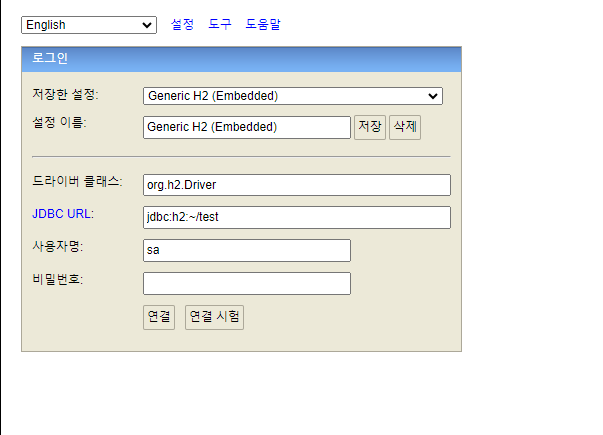 English 설정 도구 도움말
로그인
저장한 설정: Generic H2 (Embedded)
설정 이름: Generic H2 (Embedded) 저장 삭제
드라이버 클래스: org.h2.Driver
JDBC URL: jdbc:h2:~/test
사용자명: sa
비밀번호:
연결 연결 시험